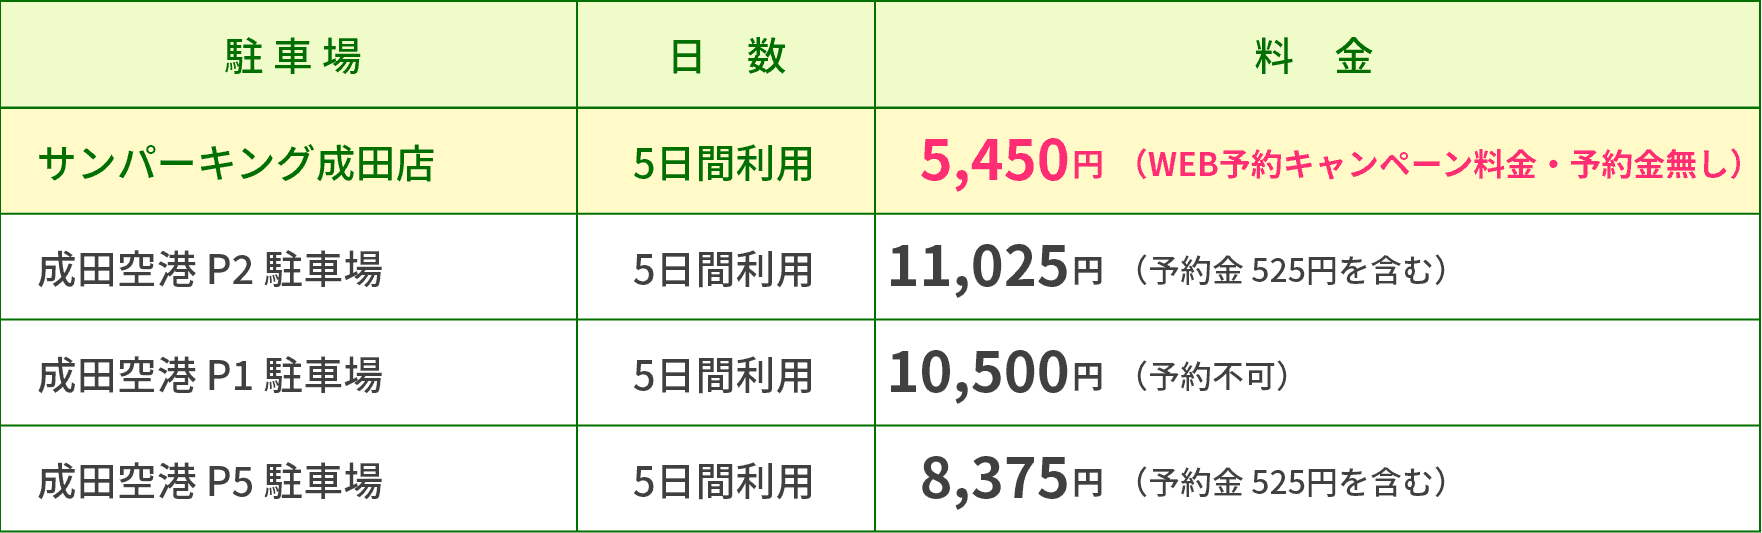 駐車場 日 数 料 金
サンパーキング成田店 5日間利用 5,450円 （WEB予約キャンペーン料金・予約金無し）
成田空港 P2 駐車場 5日間利用 11,025円 （予約金 525円を含む）
成田空港 P1 駐車場 5日間利用 10,500円 （予約不可）
成田空港 P5 駐車場 5日間利用 8,375円 （予約金 525円を含む）